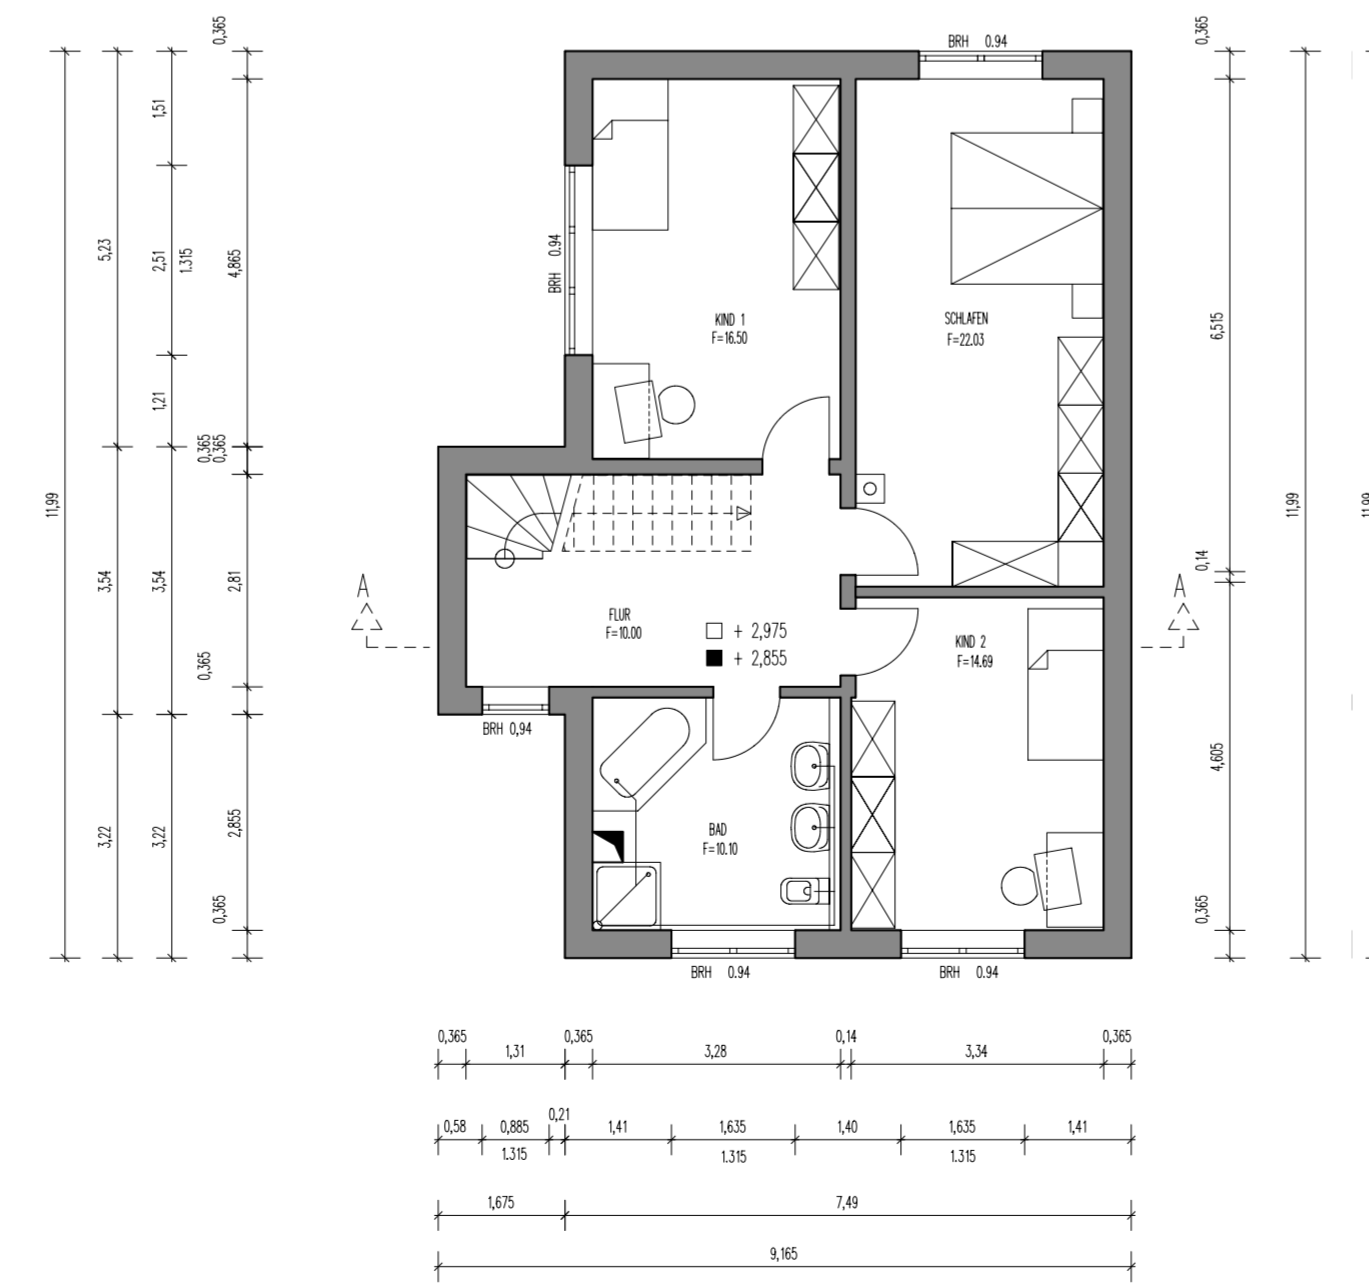 0,365
0,365
BRH 0.94
1,51
5,23
2,51
1.315
4,865
BRH 0.94
6,515
KIND 1
F=16.50
SCHLAFEN
F=22.03
1,21
0,365
0,365
11,99
11,99
11,99
3,54
3,54
2,81
0,14
A
A
FLUR
F=10.00
+ 2,975
+ 2,855
KIND 2
F=14.69
0,365
BRH 0,94
4,605
3,22
3,22
2,855
BAD
F=10.10
0,365
0,365
BRH 0.94
BRH 0.94
0,365
1,31
0,365
3,28
0,14
3,34
0,365
0,58
0,885
0,21
1,41
1,635
1,40
1,635
1,41
1.315
1.315
1.315
1,675
7,49
9,165